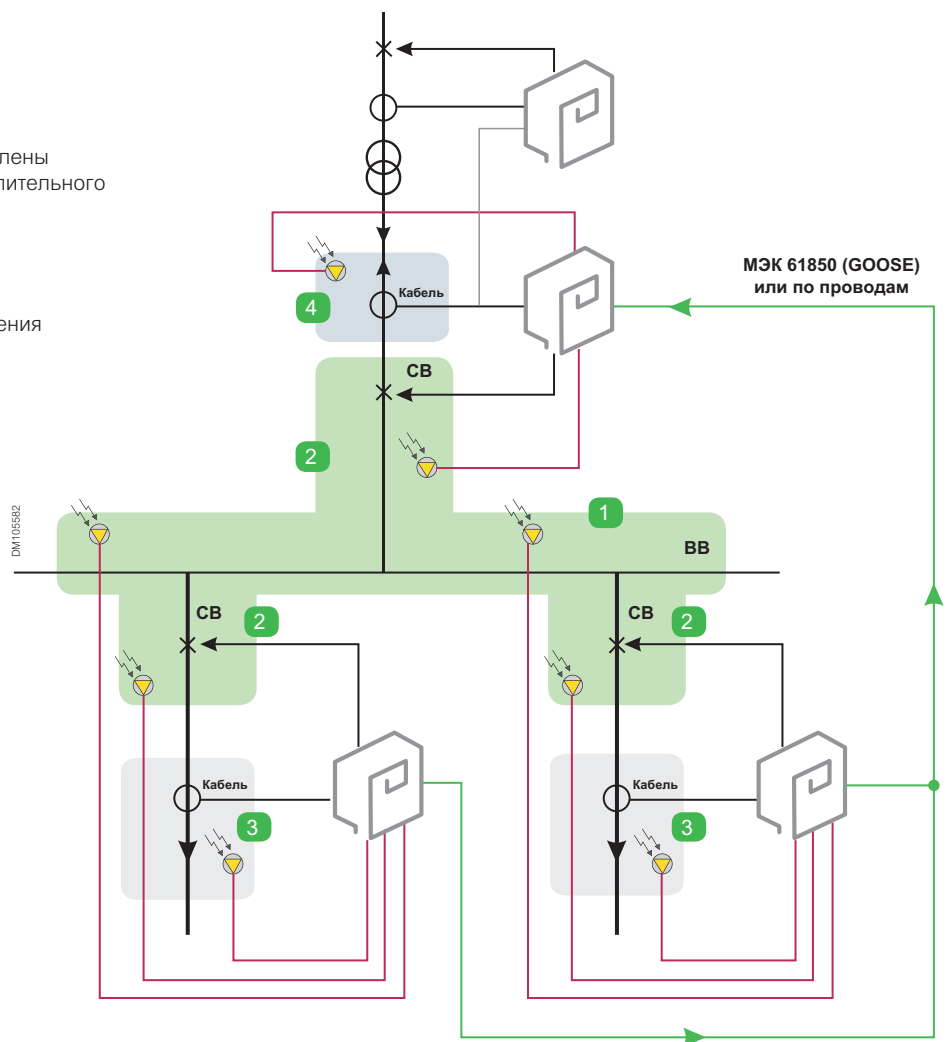 лены
лительного
ения
МЭК 61850 (GOOSE)
или по проводам
Кабель
4
СВ
2
1
ВВ
DM1105582
СВ
2
СВ
2
Кабель
3
Кабель
3